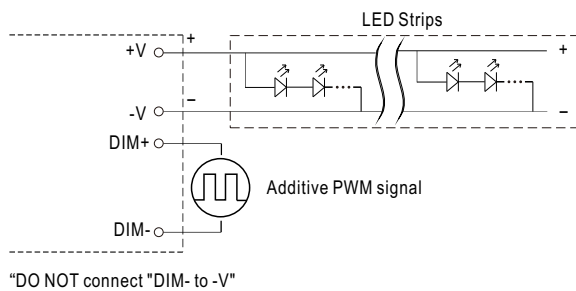 LED Strips
+V
+
+
-V
–
–
DIM+
Additive PWM signal
DIM-
“DO NOT connect "DIM- to -V"